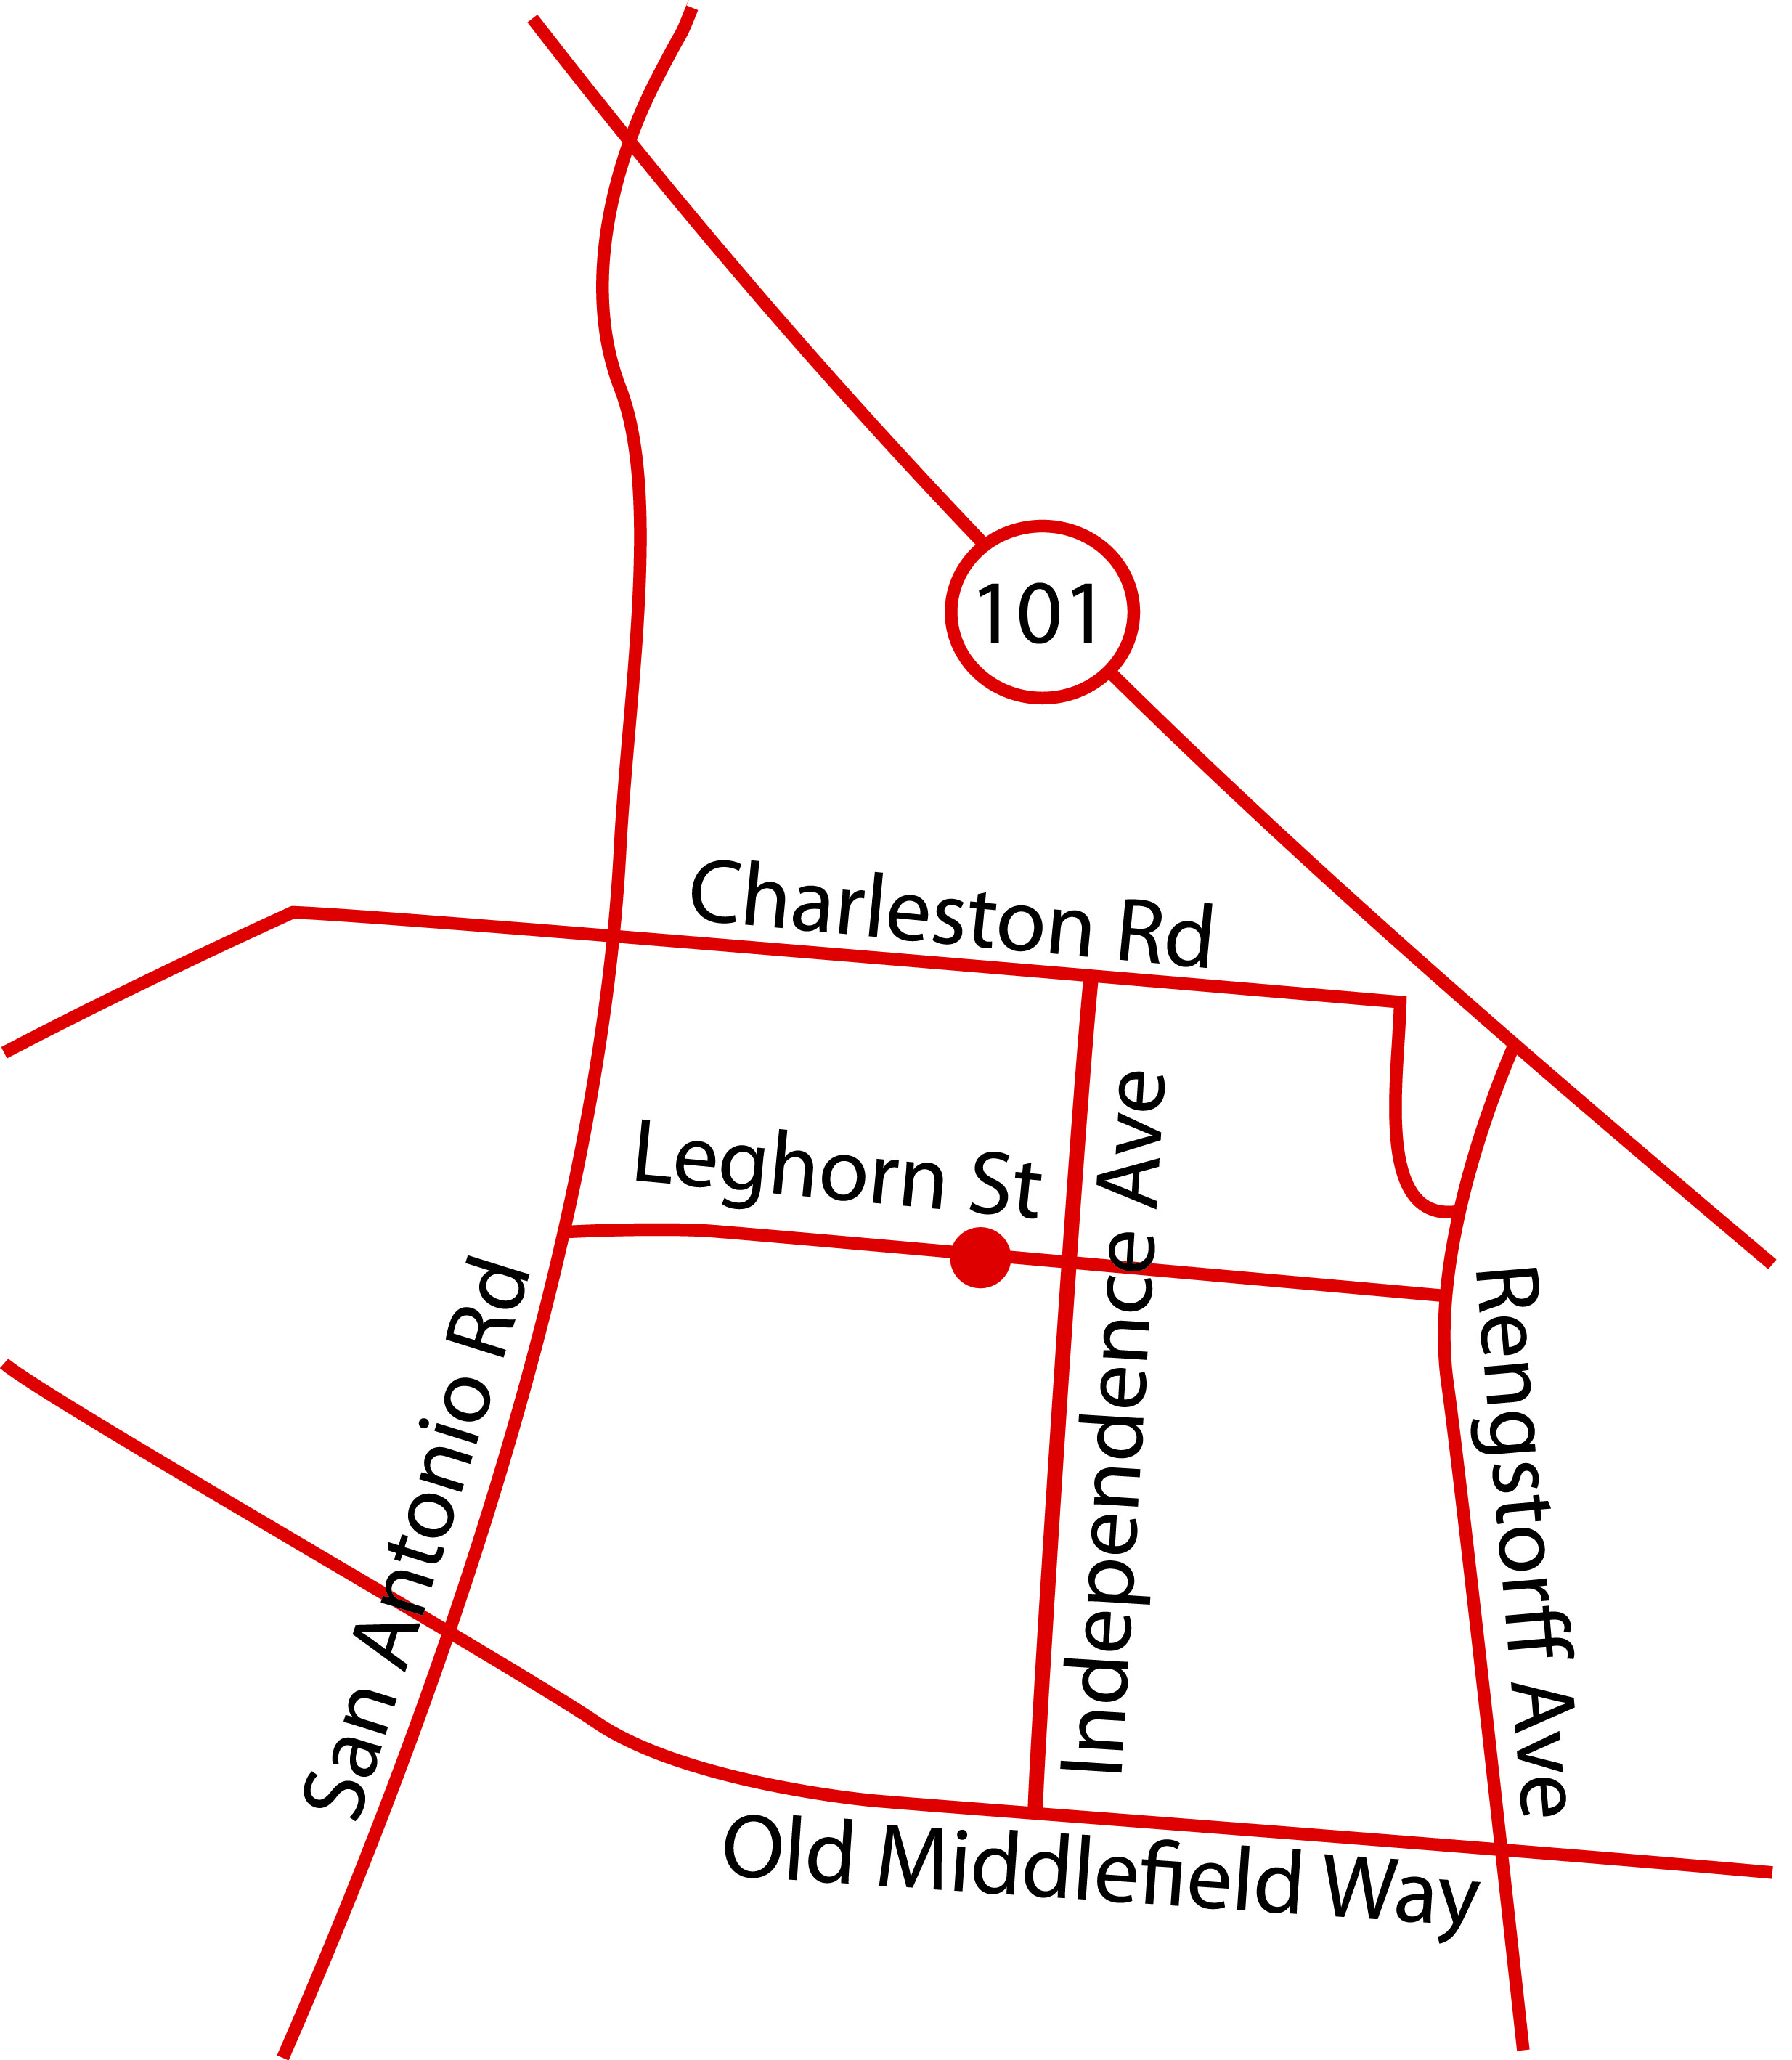 101
Charleston Rd
Leghorn St
Independence Ave
San Antonio Rd
Rengstorff Ave
Old Middlefield Way